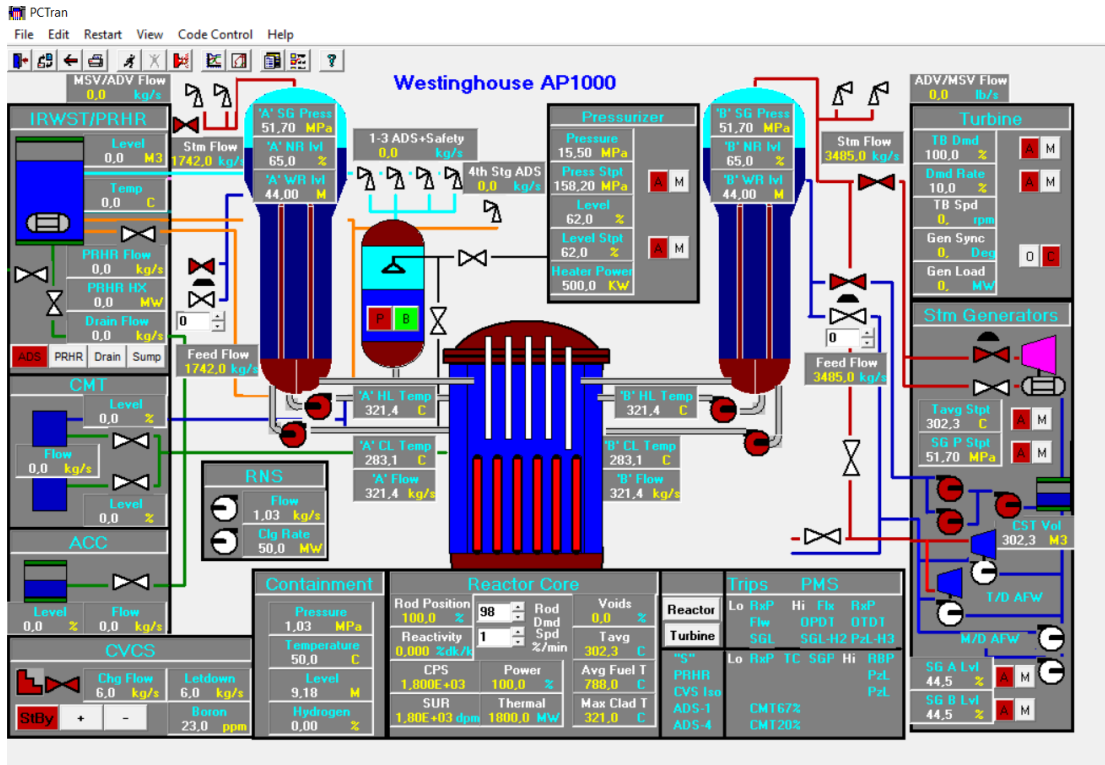 PCTran
File Edit Restart View Code Control Help
MSV/ADV Flow
0,0 kg/s
Westinghouse AP1000
ADV/MSV Flow
0,0 lb/s
IRWST/PRHR
Level
0,0 M3
Temp
0,0 C
PRHR Flow
0,0 kg/s
PRHR HX
0,0 MW
Drain Flow
0,0 kg/s
ADS PRHR Drain Sump
Stm Flow
1742,0 kg/s
'A' SG Press
51,70 MPa
'A' NR lvl
65,0 %
'A' WR lvl
44,00 M
1-3 ADS+Safety
0,0 kg/s
4th Stg ADS
0,0 kg/s
Pressurizer
Pressure
15,50 MPa
Press Stpt
158,20 MPa
A M
Level
62,0 %
Level Stpt
62,0 %
A M
Heater Power
500,0 KW
'B' SG Press
51,70 MPa
'B' NR lvl
65,0 %
'B' WR lvl
44,00 M
Stm Flow
3485,0 kg/s
Turbine
TB Dmd
100,0 %
A M
Dmd Rate
10,0 %
A M
TB Spd
0, rpm
Gen Sync
0, Deg
O C
Gen Load
0, MW
0
P B
0
Feed Flow
1742,0 kg/s
Feed Flow
3485,0 kg/s
Stm Generators
Tavg Stpt
302,3 C
A M
SG P Stpt
51,70 MPa
A M
CST Vol
302,3 M3
T/D AFW
M/D AFW
SG A Lvl
44,5 %
A M
SG B Lvl
44,5 %
A M
CMT
Level
0,0 %
Flow
0,0 kg/s
Level
0,0 %
'A' HL Temp
321,4 C
'A' CL Temp
283,1 C
'A' Flow
321,4 kg/s
'B' HL Temp
321,4 C
'B' CL Temp
283,1 C
'B' Flow
321,4 kg/s
RNS
Flow
1,03 kg/s
Clg Rate
50,0 MW
ACC
Level
0,0 %
Flow
0,0 kg/s
CVCS
Chg Flow
6,0 kg/s
Letdown
6,0 kg/s
StBy + -
Boron
23,0 ppm
Containment
Pressure
1,03 MPa
Temperature
50,0 C
Level
9,18 M
Hydrogen
0,00 %
Reactor Core
Rod Position
100,0 %
98 Rod Dmd
Reactivity
0,000 %dk/k
1 Spd %/min
Voids
0,0 %
Tavg
302,3 C
CPS
1,800E+03
Power
100,0 %
Avg Fuel T
788,0 C
SUR
1,80E+03 dpm
Thermal
1800,0 MW
Max Clad T
321,0 C
Reactor
Turbine
Trips PMS
Lo RxP Hi Flx RxP
Flw OPDT OTDT
SGL SGL-H2 PzL-H3
"S" Lo RxP TC SGP Hi RBP
PRHR PzL
CVS Iso PzL
ADS-1 CMT67%
ADS-4 CMT20%